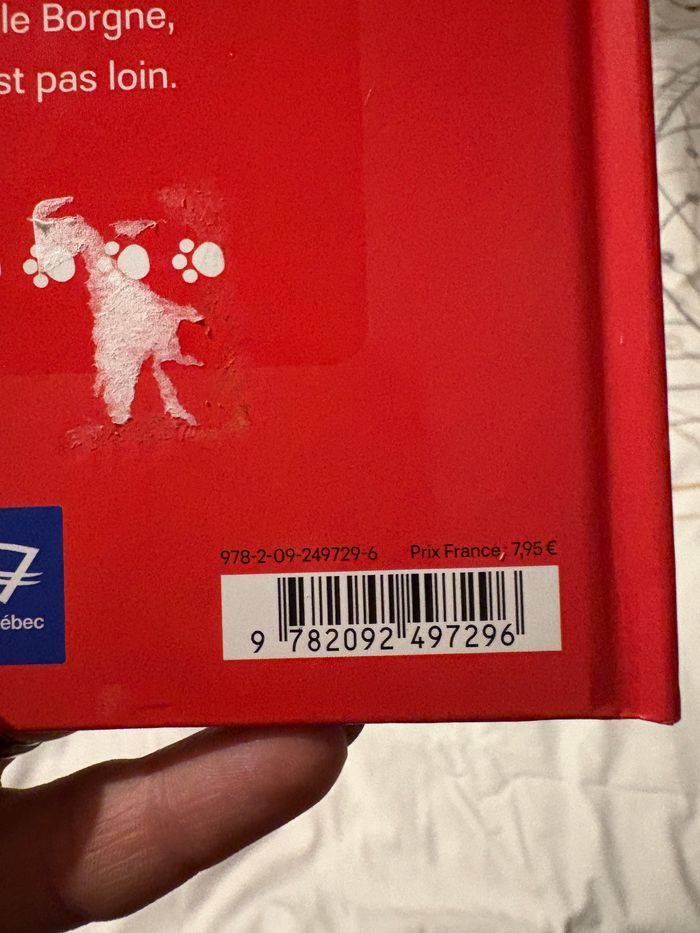 le Borgne,
st pas loin.
978-2-09-249729-6 Prix France: 7,95 €
ébec
9 782092 497296